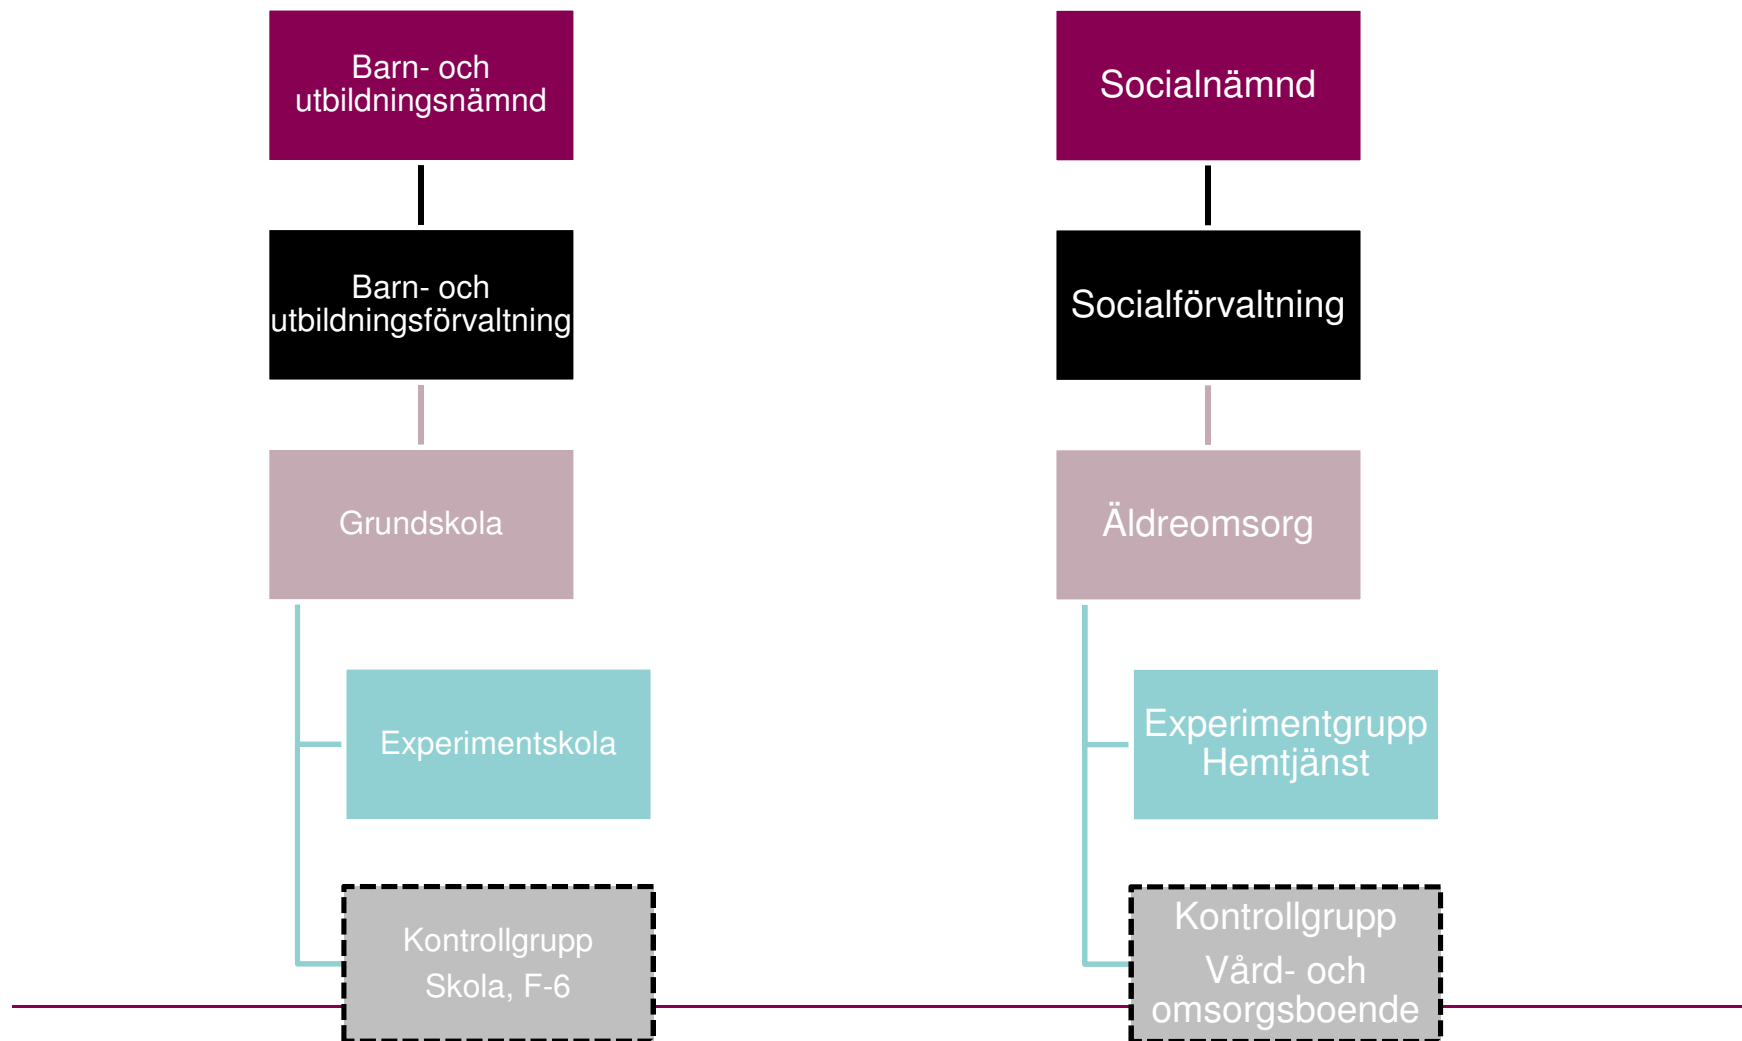 Barn- och
utbildningsnämnd
Barn- och
utbildningsförvaltning
Grundskola
Experimentskola
Kontrollgrupp
Skola, F-6
Socialnämnd
Socialförvaltning
Äldreomsorg
Experimentgrupp
Hemtjänst
Kontrollgrupp
Vård- och
omsorgsboende